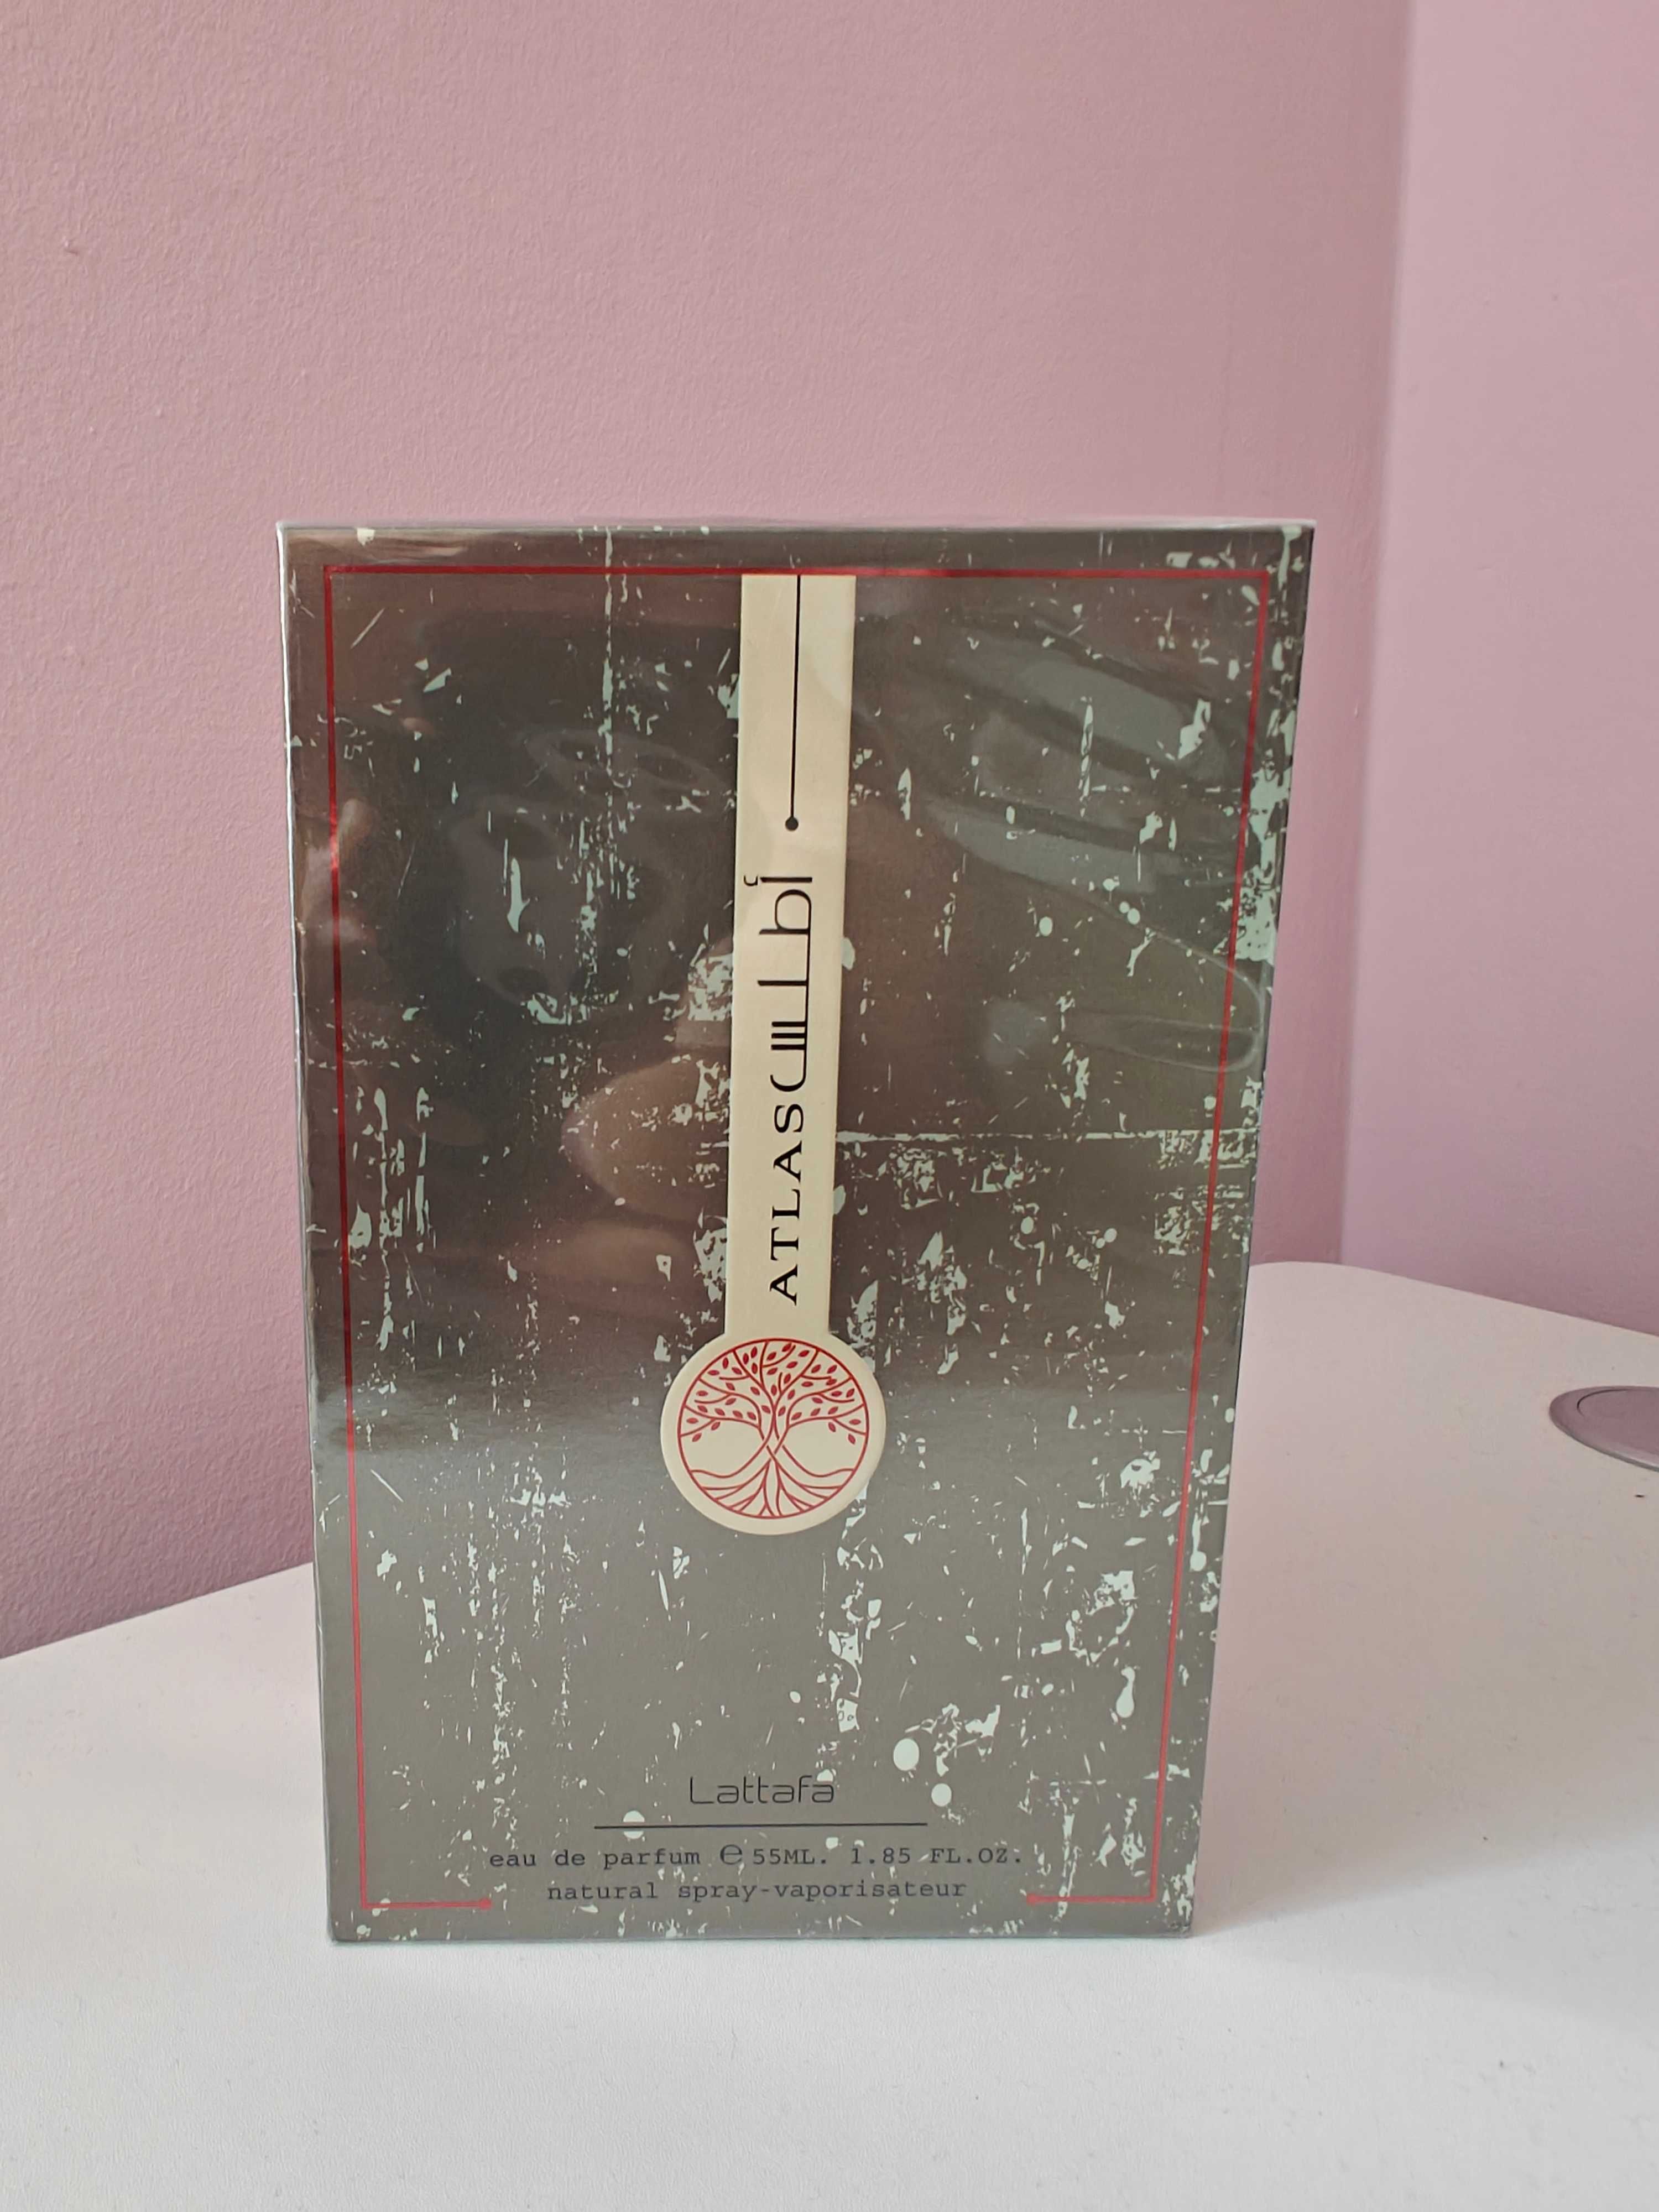 أطلس
ATLAS
Lattafa
eau de parfum ℮ 55ML. 1.85 FL.OZ.
natural spray-vaporisateur